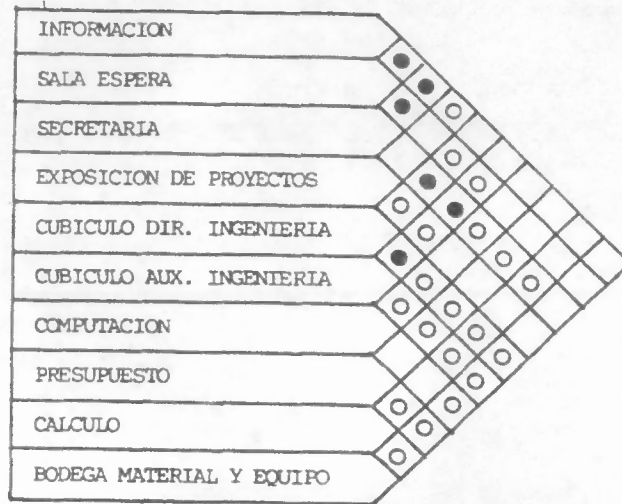 INFORMACION
SALA ESPERA
SECRETARIA
EXPOSICION DE PROYECTOS
CUBICULO DIR. INGENIERIA
CUBICULO AUX. INGENIERIA
COMPUTACION
PRESUPUESTO
CALCULO
BODEGA MATERIAL Y EQUIPO